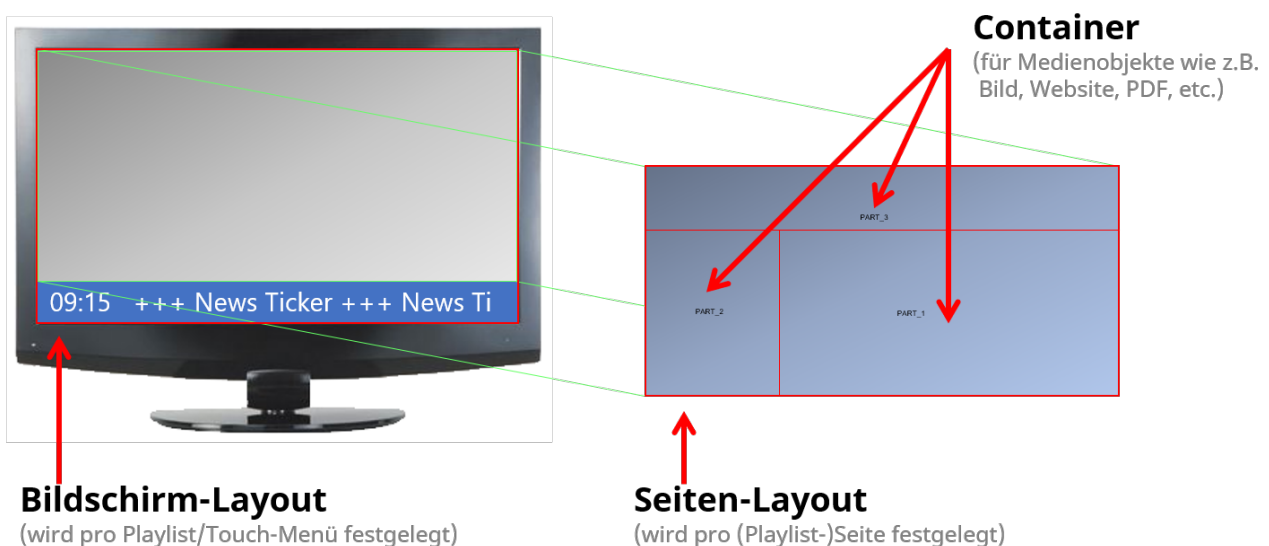 Container
(für Medienobjekte wie z.B.
Bild, Website, PDF, etc.)
PART_3
PART_2
PART_1
09:15 +++ News Ticker +++ News Ti
Bildschirm-Layout
(wird pro Playlist/Touch-Menü festgelegt)
Seiten-Layout
(wird pro (Playlist-)Seite festgelegt)